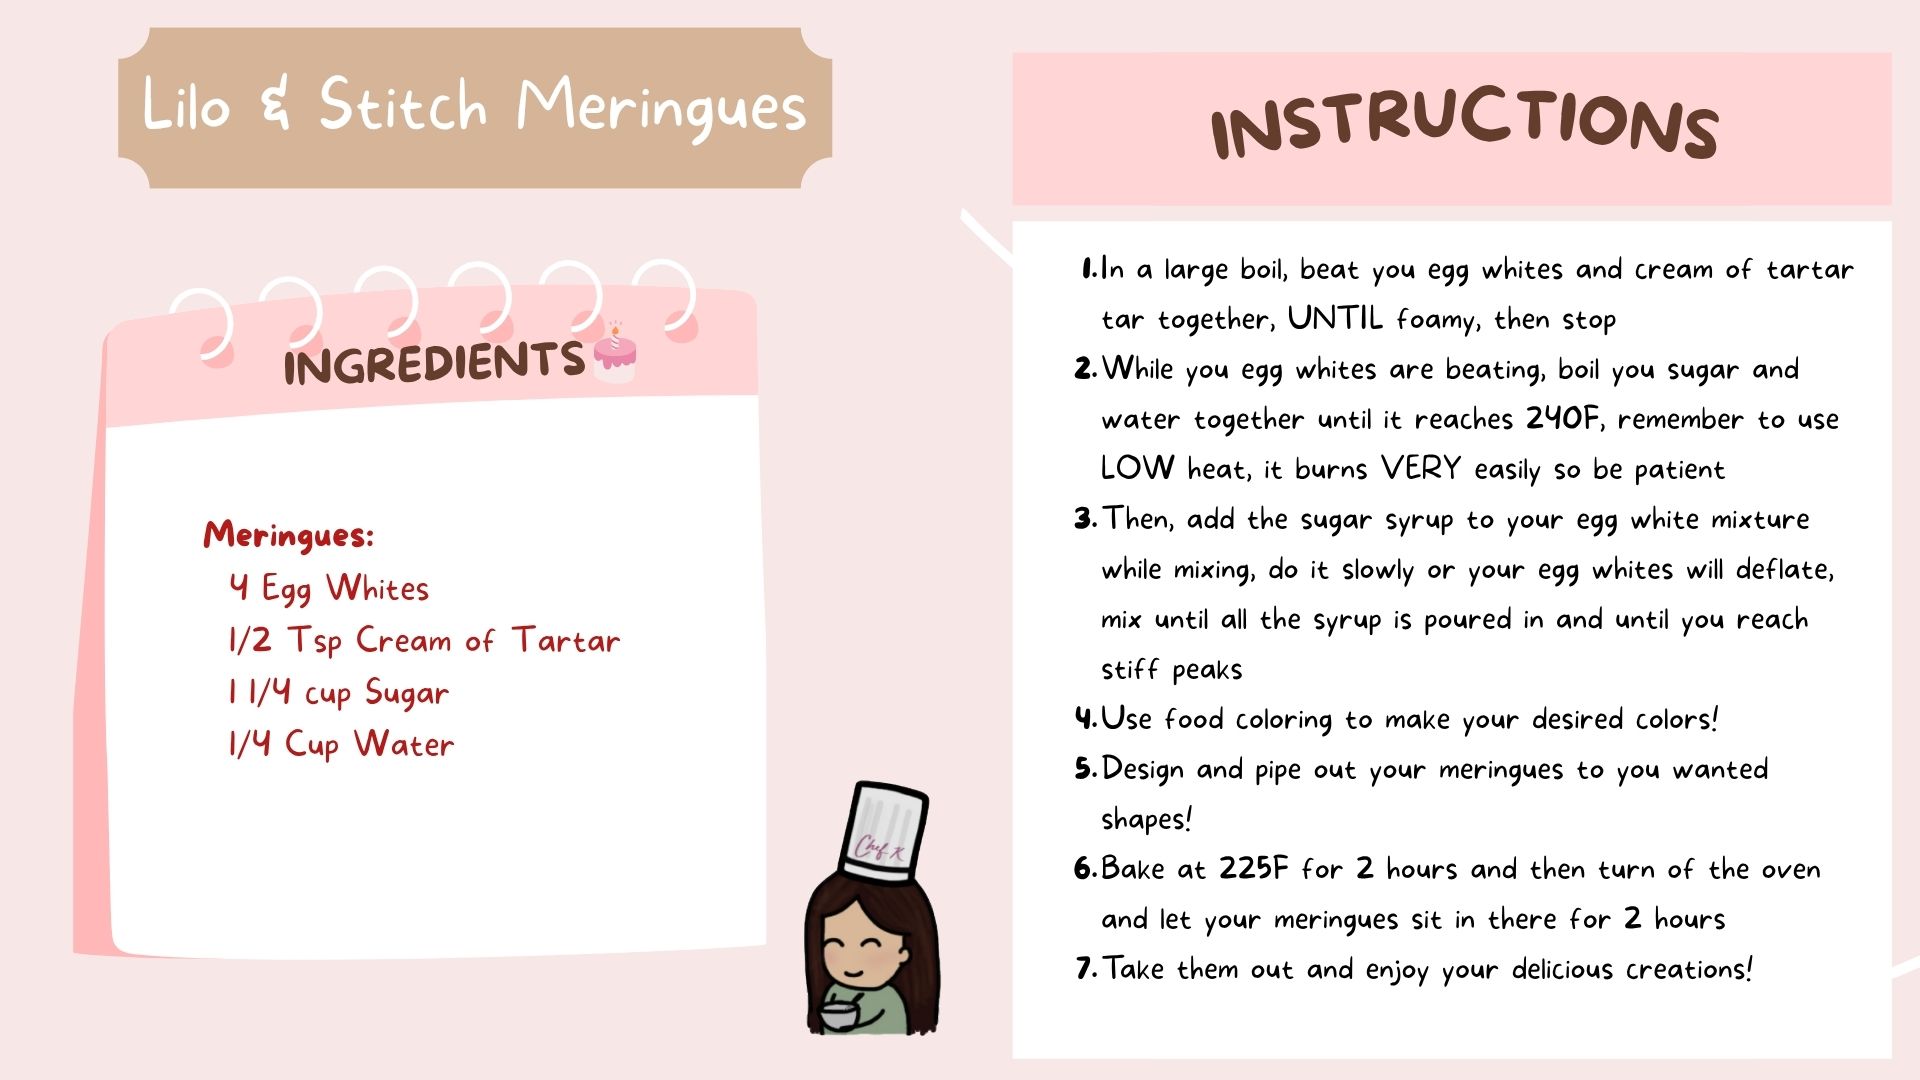 Lilo & Stitch Meringues
INGREDIENTS
Meringues:
4 Egg Whites
1/2 Tsp Cream of Tartar
1 1/4 cup Sugar
1/4 Cup Water
Chef K
INSTRUCTIONS
1. In a large boil, beat you egg whites and cream of tartar
tar together, UNTIL foamy, then stop
2. While you egg whites are beating, boil you sugar and
water together until it reaches 240F, remember to use
LOW heat, it burns VERY easily so be patient
3. Then, add the sugar syrup to your egg white mixture
while mixing, do it slowly or your egg whites will deflate,
mix until all the syrup is poured in and until you reach
stiff peaks
4. Use food coloring to make your desired colors!
5. Design and pipe out your meringues to you wanted
shapes!
6. Bake at 225F for 2 hours and then turn of the oven
and let your meringues sit in there for 2 hours
7. Take them out and enjoy your delicious creations!